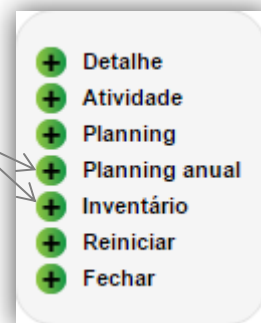 Detalhe
Atividade
Planning
Planning anual
Inventário
Reiniciar
Fechar